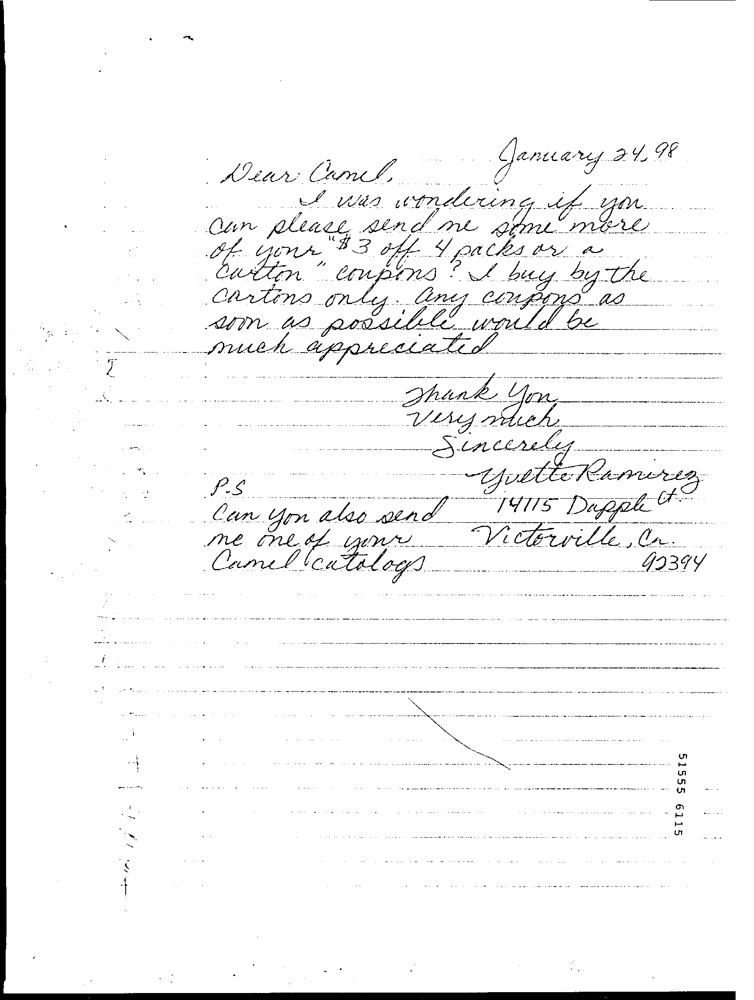 January 24, 98
Dear Camel,
I was wondering if you
can please send me some more
of your "$3 off 4 packs or a
carton" coupons? I buy by the
cartons only. Any coupons as
soon as possible would be
much appreciated
Thank You
Very much
Sincerely
Yvette Ramirez
14115 Dapple Ct.
Victorville, Ca.
92394
P.S
Can you also send
me one of your
Camel catalogs
51555 6115